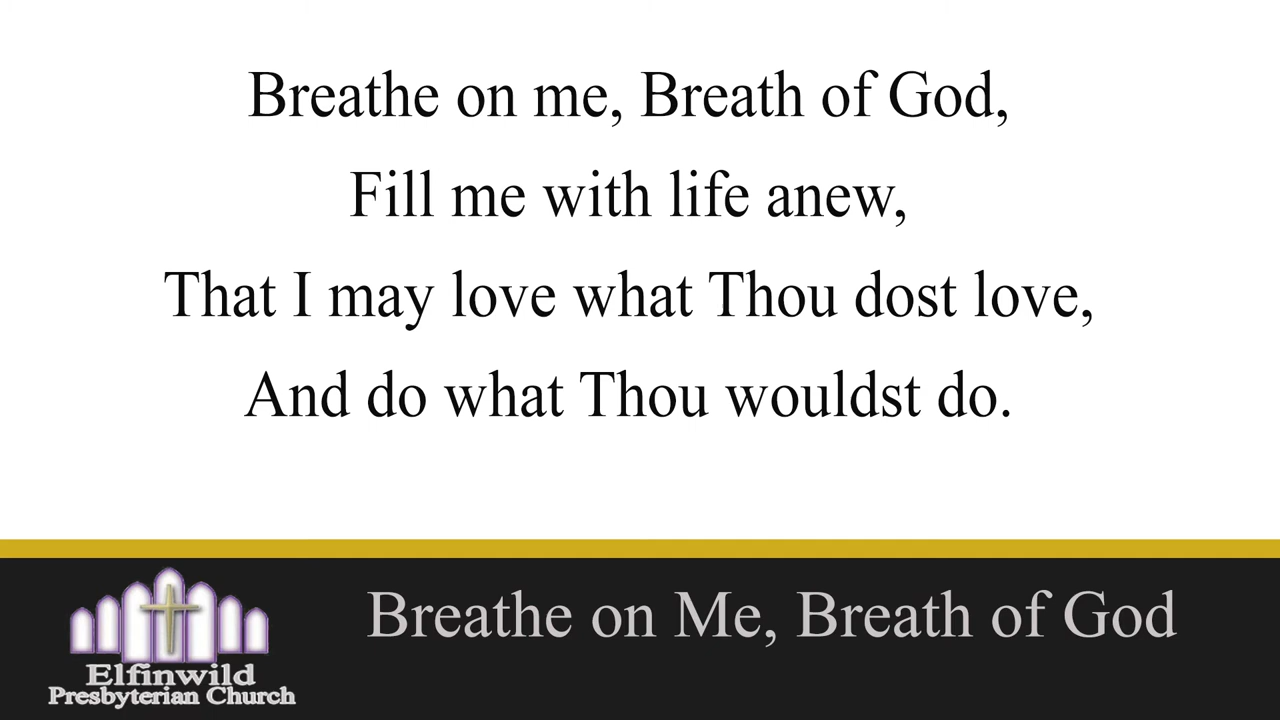 Breathe on me, Breath of God,
Fill me with life anew,
That I may love what Thou dost love,
And do what Thou wouldst do.
Breathe on Me, Breath of God
Elfinwild
Presbyterian Church